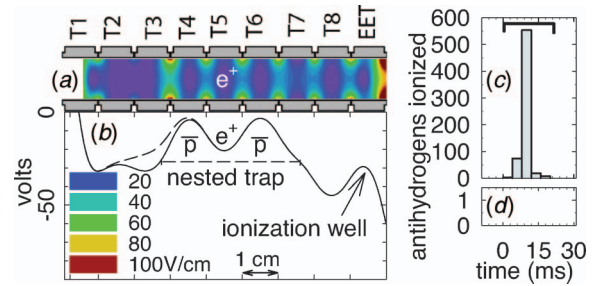 T1 T2 T3 T4 T5 T6 T7 T8 EET
(a) e+
0
(b)
p̅ e+ p̅
nested trap
volts
-50
20
40
60
80
100V/cm
ionization well
1 cm
antihydrogens ionized
600
500
(c)
400
300
200
100
0
(d)
1
0
0 15 30
time (ms)